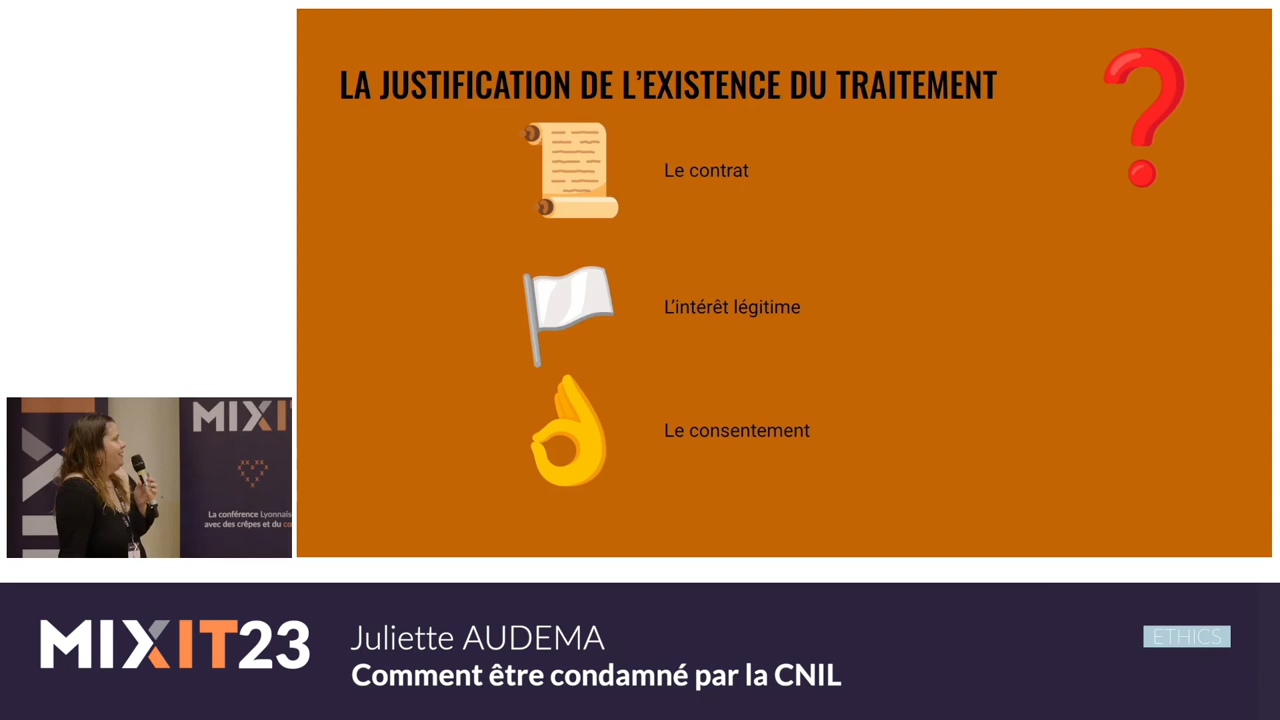 LA JUSTIFICATION DE L'EXISTENCE DU TRAITEMENT
Le contrat
L'intérêt légitime
Le consentement
MIXIT
La conférence Lyonnais
avec des crêpes et du co
MIXIT23
Juliette AUDEMA
Comment être condamné par la CNIL
ETHICS